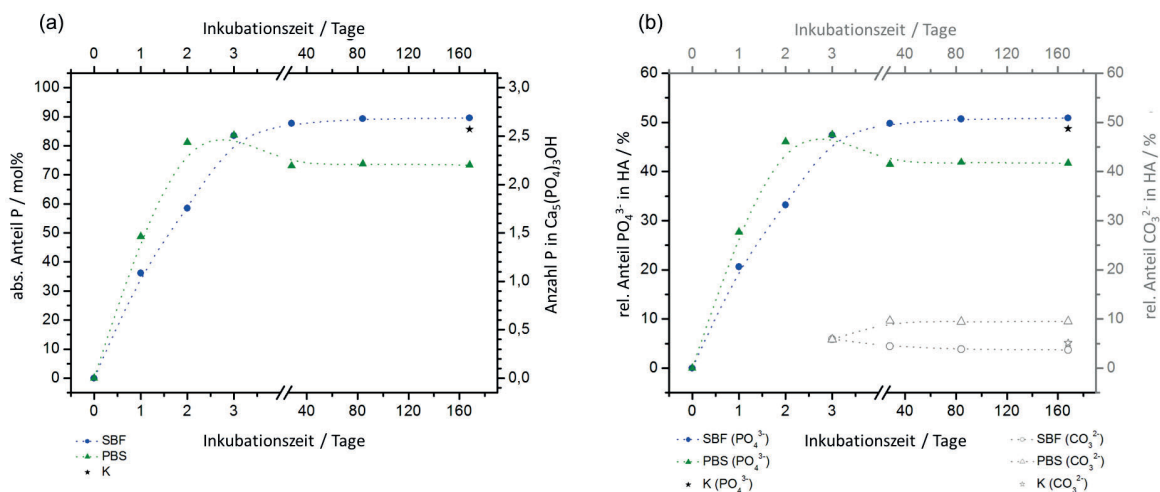 (a)
Inkubationszeit / Tage
0 1 2 3 40 80 120 160
abs. Anteil P / mol%
100
90
80
70
60
50
40
30
20
10
0
3,0
2,5
2,0
1,5
1,0
0,5
0,0
Anzahl P in Ca5(PO4)3OH
0 1 2 3 40 80 120 160
Inkubationszeit / Tage
SBF
PBS
K
(b)
Inkubationszeit / Tage
0 1 2 3 40 80 120 160
rel. Anteil PO4³⁻ in HA / %
60
50
40
30
20
10
0
60
50
40
30
20
10
0
rel. Anteil CO3²⁻ in HA / %
0 1 2 3 40 80 120 160
Inkubationszeit / Tage
SBF (PO4³⁻)
PBS (PO4³⁻)
K (PO4³⁻)
SBF (CO3²⁻)
PBS (CO3²⁻)
K (CO3²⁻)